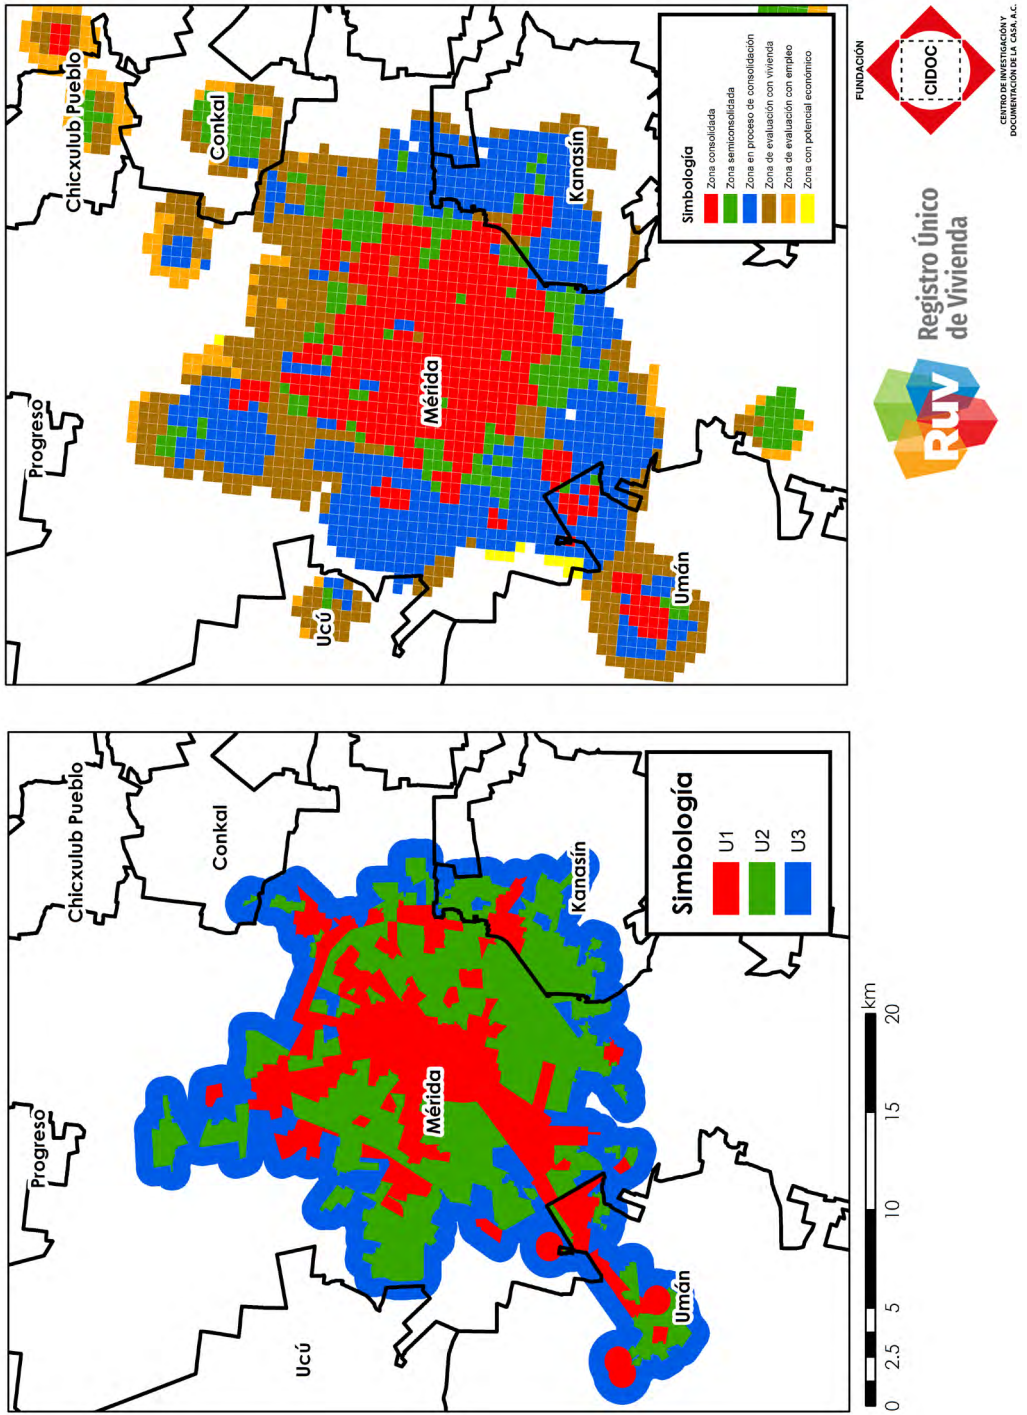 Progreso
Chicxulub Pueblo
Conkal
Ucú
Mérida
Kanasín
Umán
Simbología
U1
U2
U3
0 2.5 5 10 15 20
km
Progreso
Chicxulub Pueblo
Conkal
Ucú
Mérida
Kanasín
Umán
Simbología
Zona consolidada
Zona semiconsolidada
Zona en proceso de consolidación
Zona de evaluación con vivienda
Zona de evaluación con empleo
Zona con potencial económico
Ruv
Registro Único
de Vivienda
FUNDACIÓN
CIDOC
CENTRO DE INVESTIGACIÓN Y
DOCUMENTACIÓN DE LA CASA, A.C.